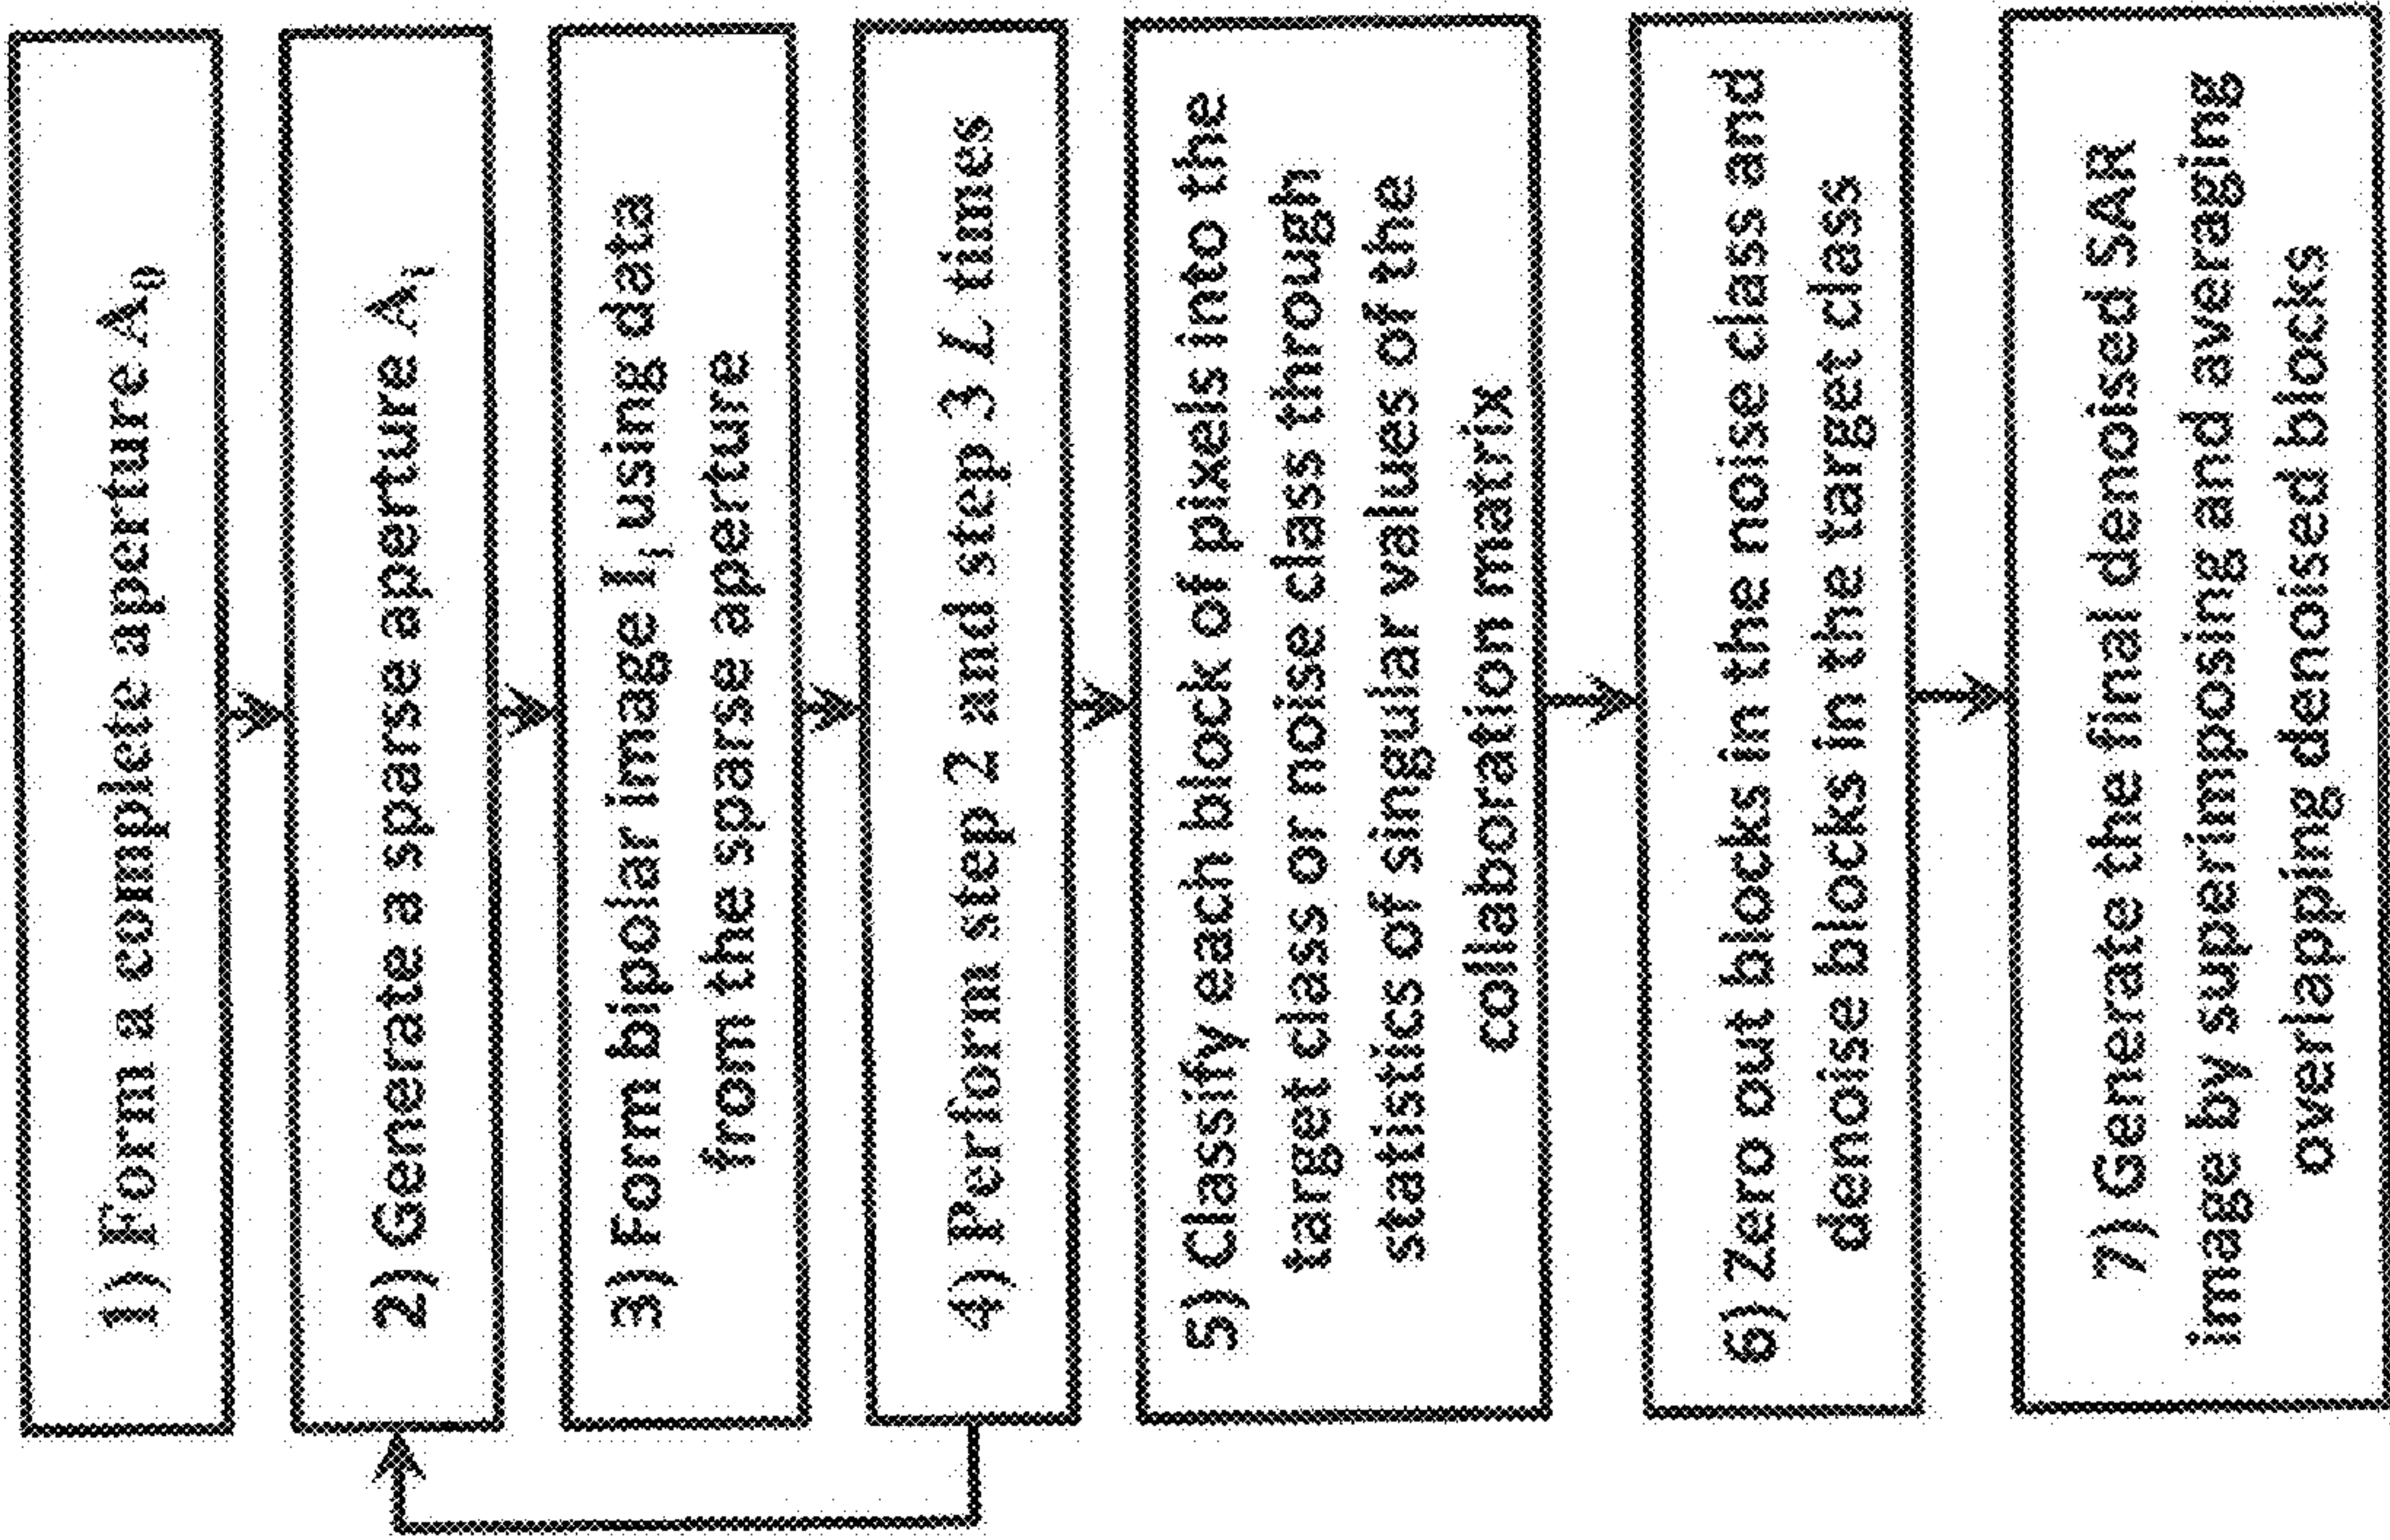 1) Form a complete aperture A₀
2) Generate a sparse aperture Aᵢ
3) Form bipolar image Iᵢ using data
from the sparse aperture
4) Perform step 2 and step 3 L times
5) Classify each block of pixels into the
target class or noise class through
statistics of singular values of the
collaboration matrix
6) Zero out blocks in the noise class and
denoise blocks in the target class
7) Generate the final denoised SAR
image by superimposing and averaging
overlapping denoised blocks